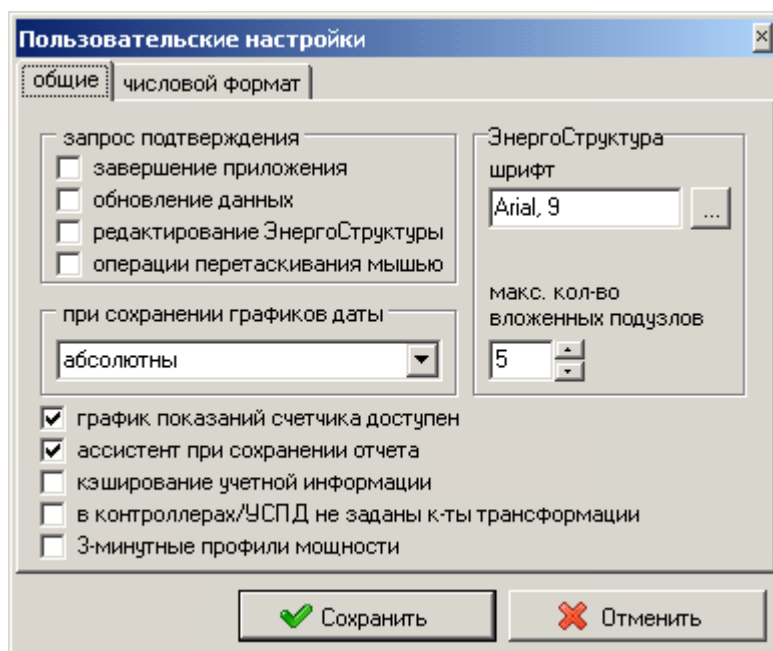 Пользовательские настройки
общие
числовой формат
запрос подтверждения
завершение приложения
обновление данных
редактирование ЭнергоСтруктуры
операции перетаскивания мышью
при сохранении графиков даты
абсолютны
ЭнергоСтруктура
шрифт
Arial, 9
...
макс. кол-во
вложенных подузлов
5
график показаний счетчика доступен
ассистент при сохранении отчета
кэширование учетной информации
в контроллерах/УСПД не заданы к-ты трансформации
3-минутные профили мощности
Сохранить
Отменить